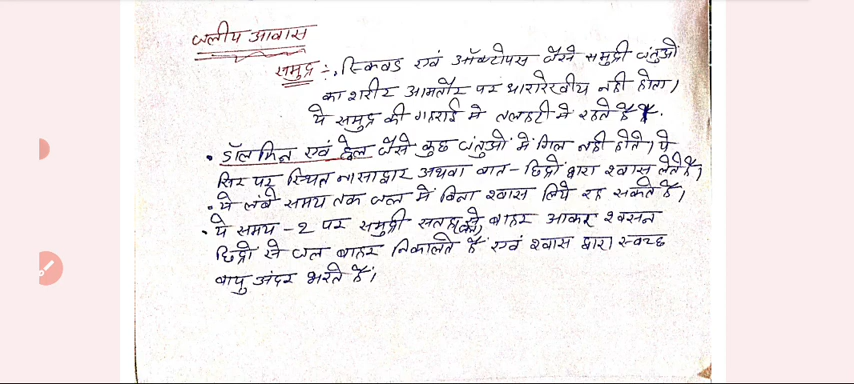 जलीय आवास
समुद्र :- स्किवड एवं ऑक्टोपस जैसे समुद्री जंतुओं
का शरीर आमतौर पर धारारेखीय नही होता,
ये समुद्र की गहराई मे तलहटी मे रहते है।
• डॉलफिन एवं व्हेल जैसे कुछ जंतुओं में गिल नही होते, ये
सिर पर स्थित नासाद्वार अथवा वात-छिद्रों द्वारा श्वास लेते है,
• ये लंबे समय तक जल में बिना श्वास लिये रह सकते है,
• ये समय-2 पर समुद्री सतह से बाहर आकर श्वसन
छिद्रो से जल बाहर निकालते है एवं श्वास द्वारा स्वच्छ
वायु अंदर भरते है।